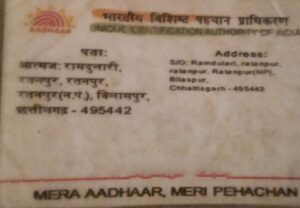 भारतीय विशिष्ट पहचान प्राधिकरण
UNIQUE IDENTIFICATION AUTHORITY OF INDIA
AADHAAR
पता:
आत्मज: रामदुलारी,
रतनपुर, रतनपुर,
रतनपुर(न.पं.), बिलासपुर,
छत्तीसगढ़ - 495442
Address:
S/O: Ramdulari, ratanpur,
ratanpur, Ratanpur(NP),
Bilaspur,
Chhattisgarh - 495442
MERA AADHAAR, MERI PEHACHAN